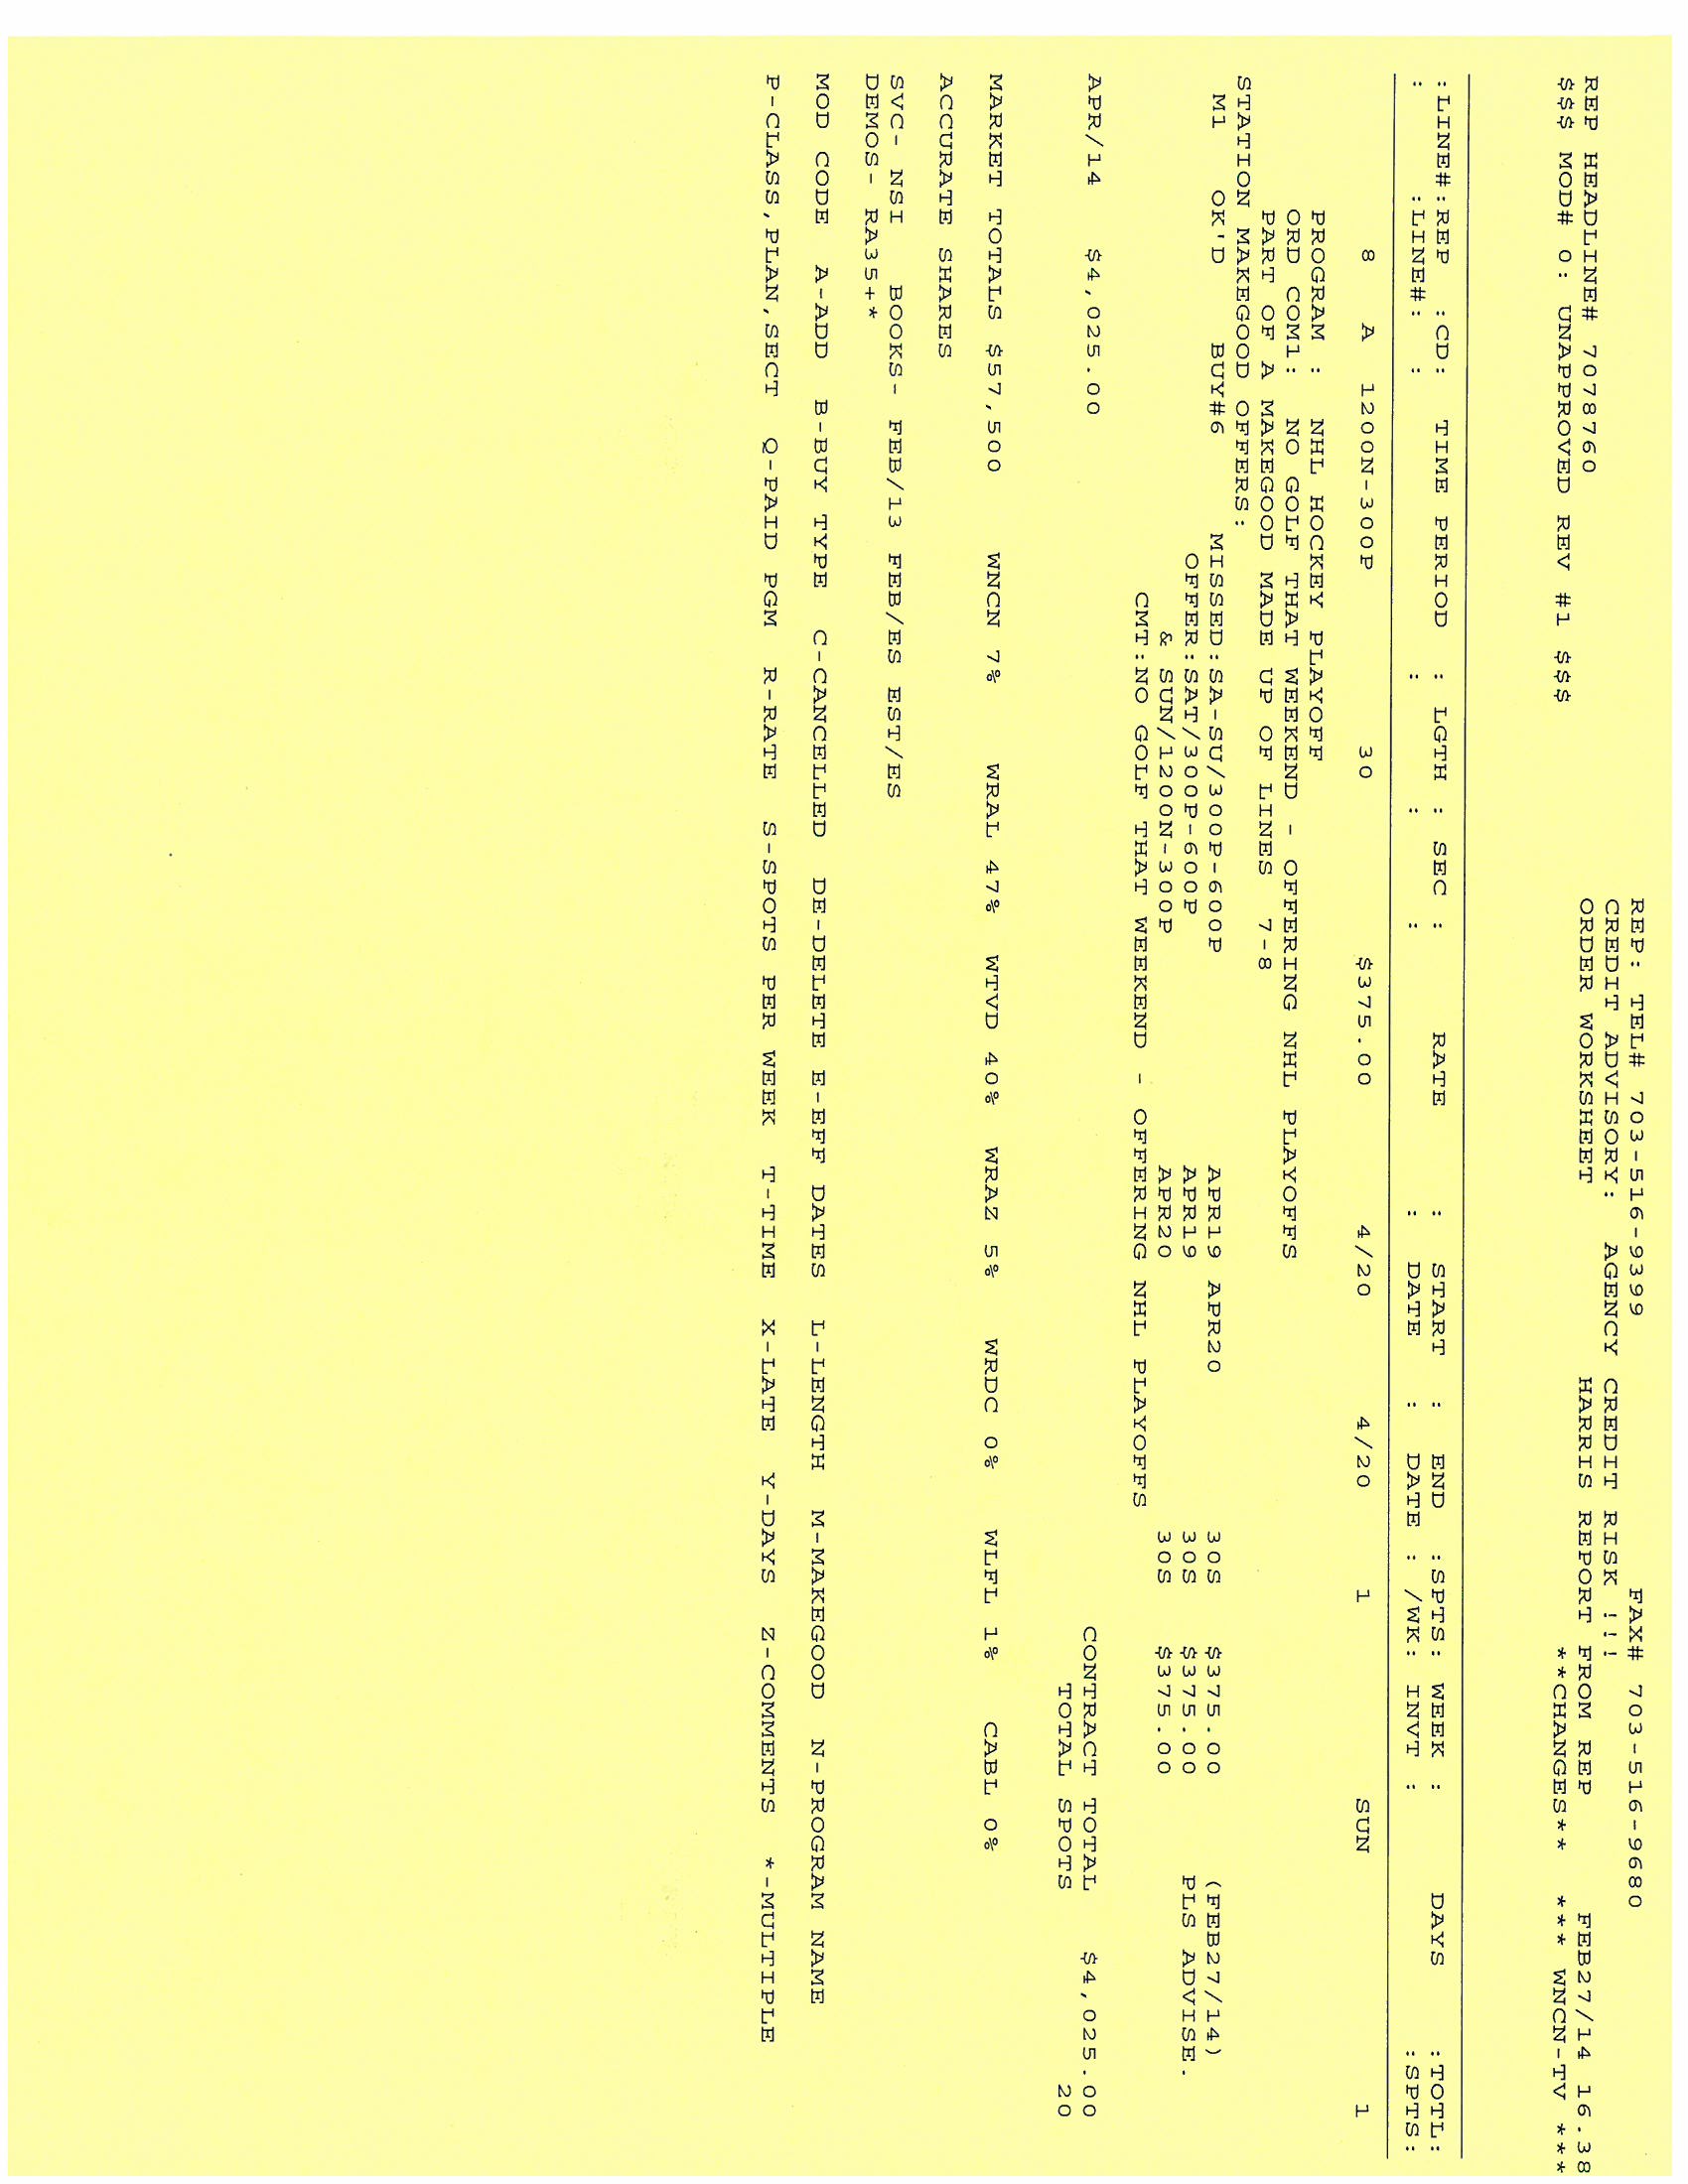 REP: TEL# 703-516-9399 FAX# 703-516-9680
CREDIT ADVISORY: AGENCY CREDIT RISK !!!
REP HEADLINE# 7078760 ORDER WORKSHEET HARRIS REPORT FROM REP FEB27/14 16.38
$$$ MOD# 0: UNAPPROVED REV #1 $$$ **CHANGES** *** WNCN-TV ***
:LINE#:REP :CD: TIME PERIOD : LGTH : SEC : RATE : START : END :SPTS: WEEK : DAYS :TOTL:
: :LINE#: : : : : : DATE : DATE : /WK: INVT : :SPTS:
8 A 1200N-300P 30 $375.00 4/20 4/20 1 SUN 1
PROGRAM : NHL HOCKEY PLAYOFF
ORD COM1: NO GOLF THAT WEEKEND - OFFERING NHL PLAYOFFS
PART OF A MAKEGOOD MADE UP OF LINES 7-8
STATION MAKEGOOD OFFERS:
M1 OK'D BUY#6 MISSED:SA-SU/300P-600P APR19 APR20 30S $375.00 (FEB27/14)
OFFER:SAT/300P-600P APR19 30S $375.00 PLS ADVISE.
& SUN/1200N-300P APR20 30S $375.00
CMT:NO GOLF THAT WEEKEND - OFFERING NHL PLAYOFFS
APR/14 $4,025.00 CONTRACT TOTAL $4,025.00
TOTAL SPOTS 20
MARKET TOTALS $57,500 WNCN 7% WRAL 47% WTVD 40% WRAZ 5% WRDC 0% WLFL 1% CABL 0%
ACCURATE SHARES
SVC- NSI BOOKS- FEB/13 FEB/ES EST/ES
DEMOS- RA35+*
MOD CODE A-ADD B-BUY TYPE C-CANCELLED DE-DELETE E-EFF DATES L-LENGTH M-MAKEGOOD N-PROGRAM NAME
P-CLASS,PLAN,SECT Q-PAID PGM R-RATE S-SPOTS PER WEEK T-TIME X-LATE Y-DAYS Z-COMMENTS *-MULTIPLE